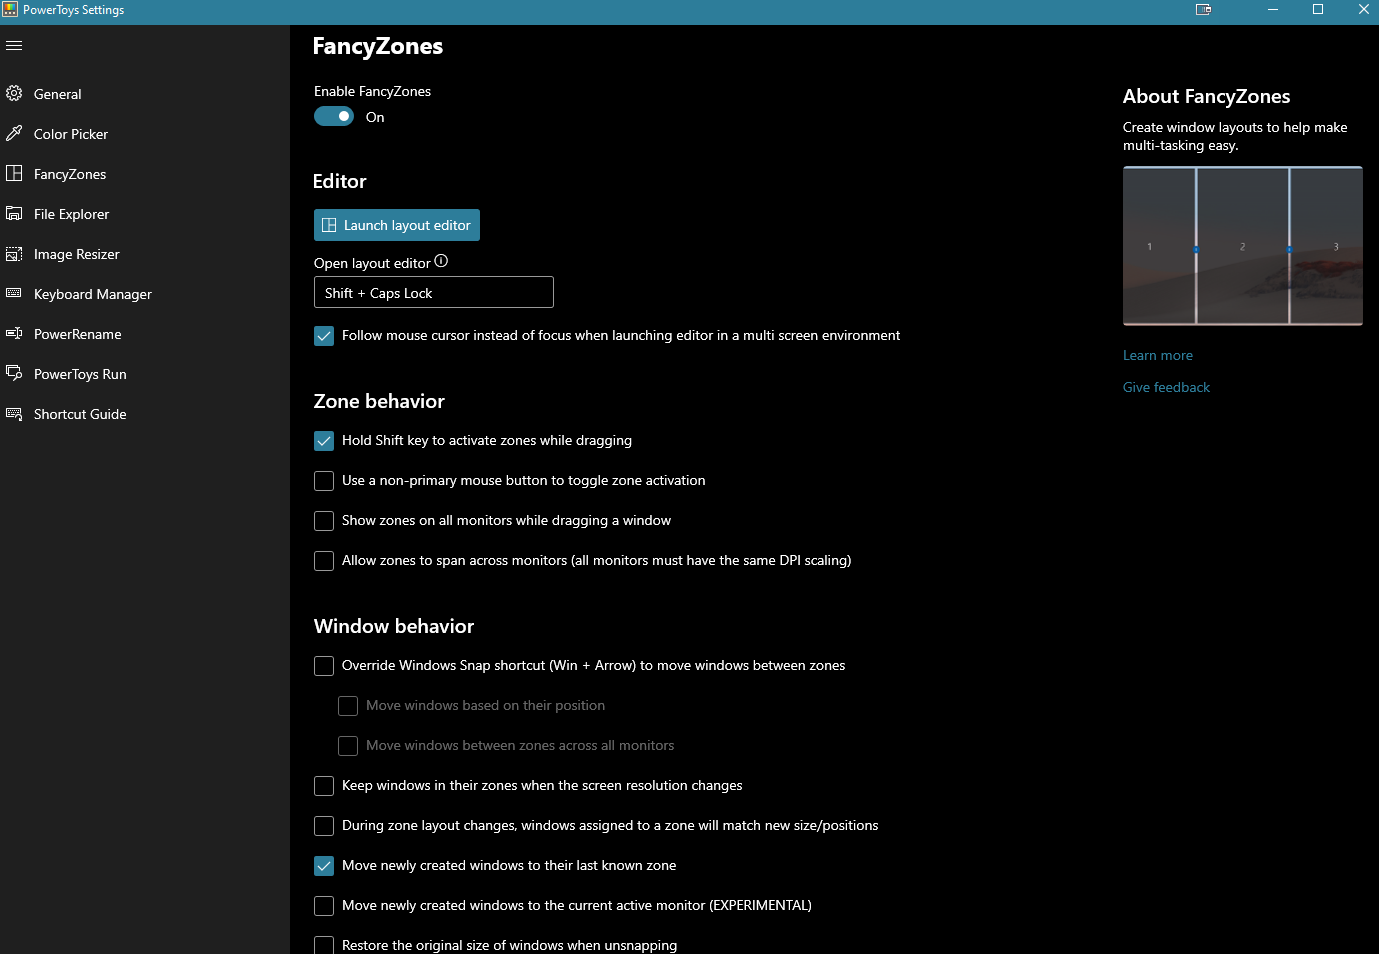 PowerToys Settings
General
Color Picker
FancyZones
File Explorer
Image Resizer
Keyboard Manager
PowerRename
PowerToys Run
Shortcut Guide
FancyZones
Enable FancyZones
On
Editor
Launch layout editor
Open layout editor
Shift + Caps Lock
Follow mouse cursor instead of focus when launching editor in a multi screen environment
Zone behavior
Hold Shift key to activate zones while dragging
Use a non-primary mouse button to toggle zone activation
Show zones on all monitors while dragging a window
Allow zones to span across monitors (all monitors must have the same DPI scaling)
Window behavior
Override Windows Snap shortcut (Win + Arrow) to move windows between zones
Move windows based on their position
Move windows between zones across all monitors
Keep windows in their zones when the screen resolution changes
During zone layout changes, windows assigned to a zone will match new size/positions
Move newly created windows to their last known zone
Move newly created windows to the current active monitor (EXPERIMENTAL)
Restore the original size of windows when unsnapping
About FancyZones
Create window layouts to help make
multi-tasking easy.
1 2 3
Learn more
Give feedback